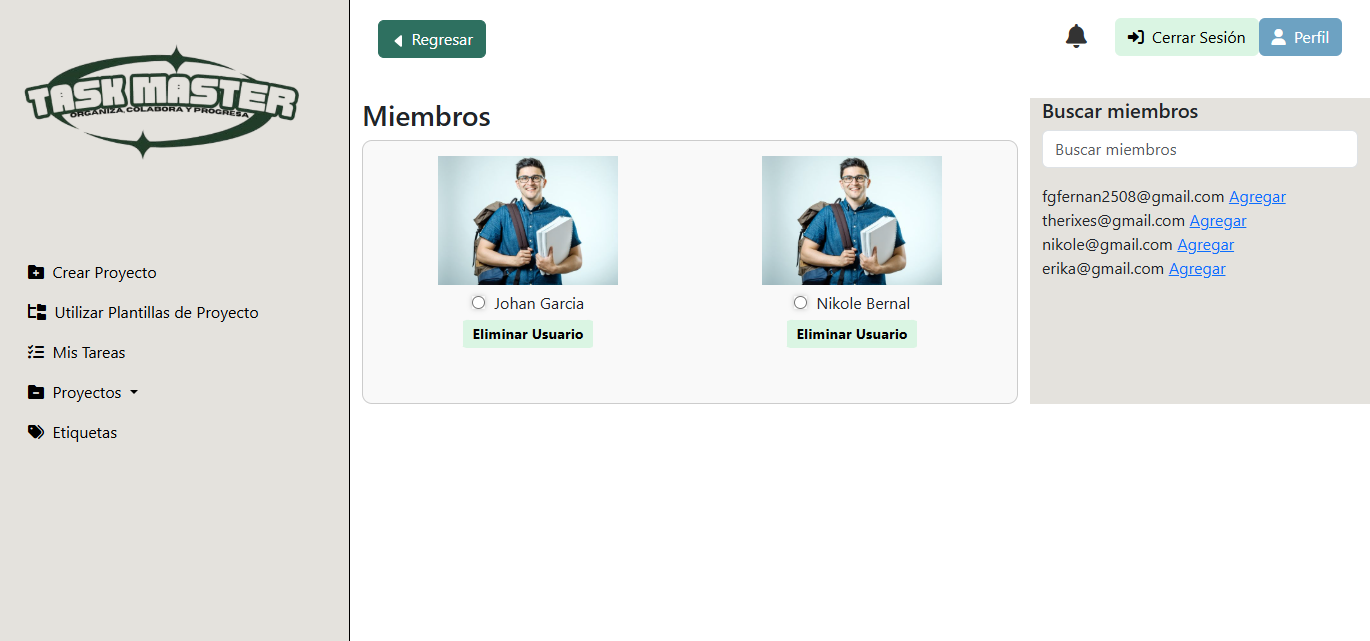 TASK MASTER
ORGANIZA, COLABORA Y PROGRESA
Crear Proyecto
Utilizar Plantillas de Proyecto
Mis Tareas
Proyectos
Etiquetas
Regresar
Cerrar Sesión
Perfil
Miembros
Johan Garcia
Eliminar Usuario
Nikole Bernal
Eliminar Usuario
Buscar miembros
Buscar miembros
fgfernan2508@gmail.com Agregar
therixes@gmail.com Agregar
nikole@gmail.com Agregar
erika@gmail.com Agregar